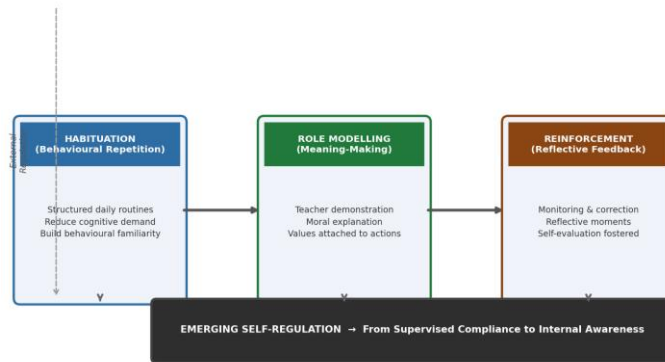 HABITUATION
(Behavioural Repetition)
Structured daily routines
Reduce cognitive demand
Build behavioural familiarity
ROLE MODELLING
(Meaning-Making)
Teacher demonstration
Moral explanation
Values attached to actions
REINFORCEMENT
(Reflective Feedback)
Monitoring & correction
Reflective moments
Self-evaluation fostered
External
EMERGING SELF-REGULATION → From Supervised Compliance to Internal Awareness